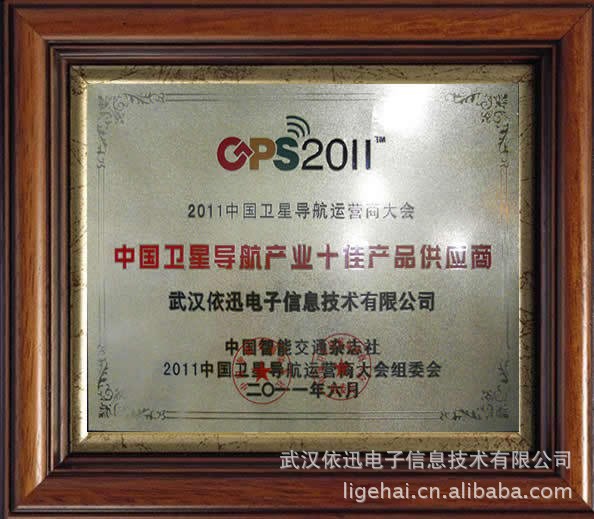 GPS2011™
2011中国卫星导航运营商大会
中国卫星导航产业十佳产品供应商
武汉依迅电子信息技术有限公司
中国智能交通杂志社
2011中国卫星导航运营商大会组委会
二〇一一年六月
武汉依迅电子信息技术有限公司
ligehai.cn.alibaba.com